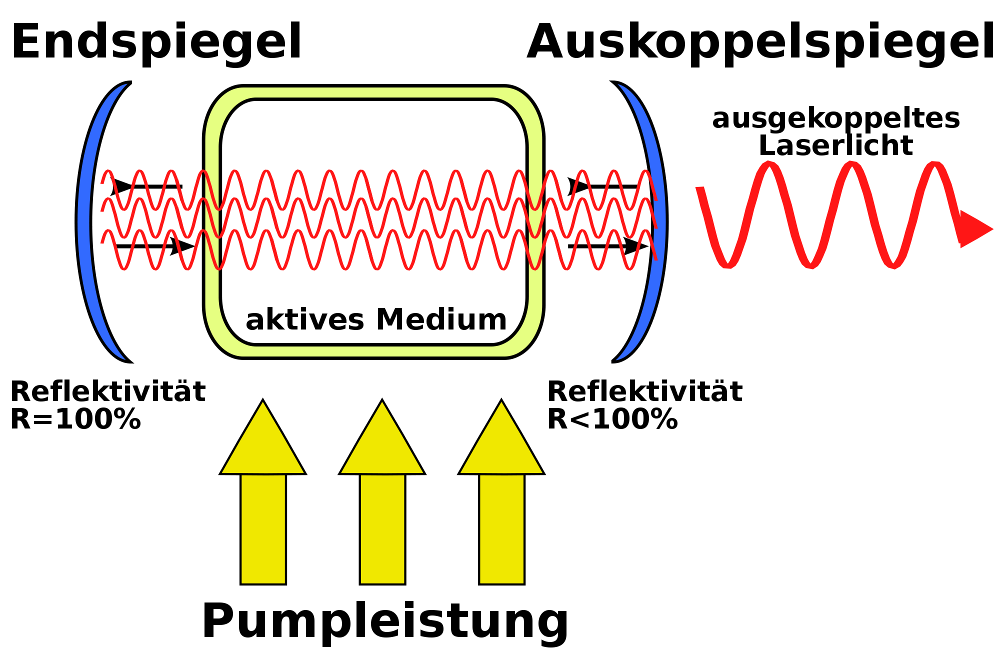 Endspiegel
Auskoppelspiegel
ausgekoppeltes
Laserlicht
aktives Medium
Reflektivität
R=100%
Reflektivität
R<100%
Pumpleistung